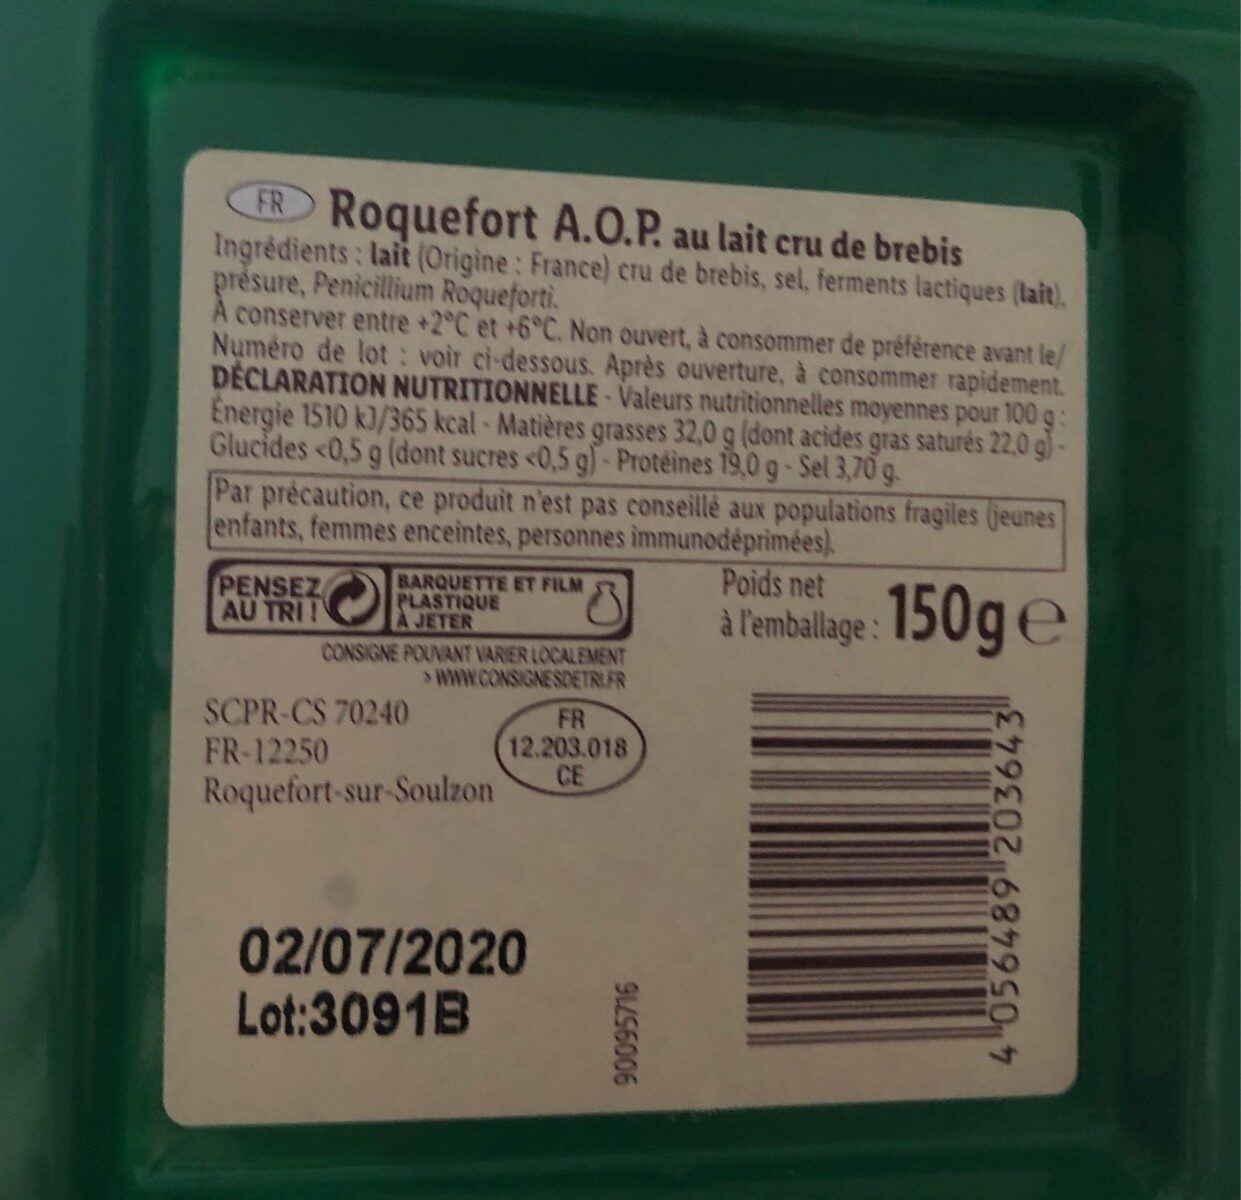 FR Roquefort A.O.P. au lait cru de brebis
Ingrédients : lait (Origine : France) cru de brebis, sel, ferments lactiques (lait),
présure, Penicillium Roqueforti.
À conserver entre +2°C et +6°C. Non ouvert, à consommer de préférence avant le/
Numéro de lot : voir ci-dessous. Après ouverture, à consommer rapidement.
DÉCLARATION NUTRITIONNELLE - Valeurs nutritionnelles moyennes pour 100 g :
Énergie 1510 kJ/365 kcal - Matières grasses 32,0 g (dont acides gras saturés 22,0 g) -
Glucides <0,5 g (dont sucres <0,5 g) - Protéines 19,0 g - Sel 3,70 g.
Par précaution, ce produit n'est pas conseillé aux populations fragiles (jeunes
enfants, femmes enceintes, personnes immunodéprimées).
PENSEZ
AU TRI !
BARQUETTE ET FILM
PLASTIQUE
À JETER
CONSIGNE POUVANT VARIER LOCALEMENT
> WWW.CONSIGNESDETRI.FR
Poids net
à l'emballage : 150g e
SCPR-CS 70240
FR-12250
Roquefort-sur-Soulzon
FR
12.203.018
CE
02/07/2020
Lot:3091B
90095716
4 056489 203643